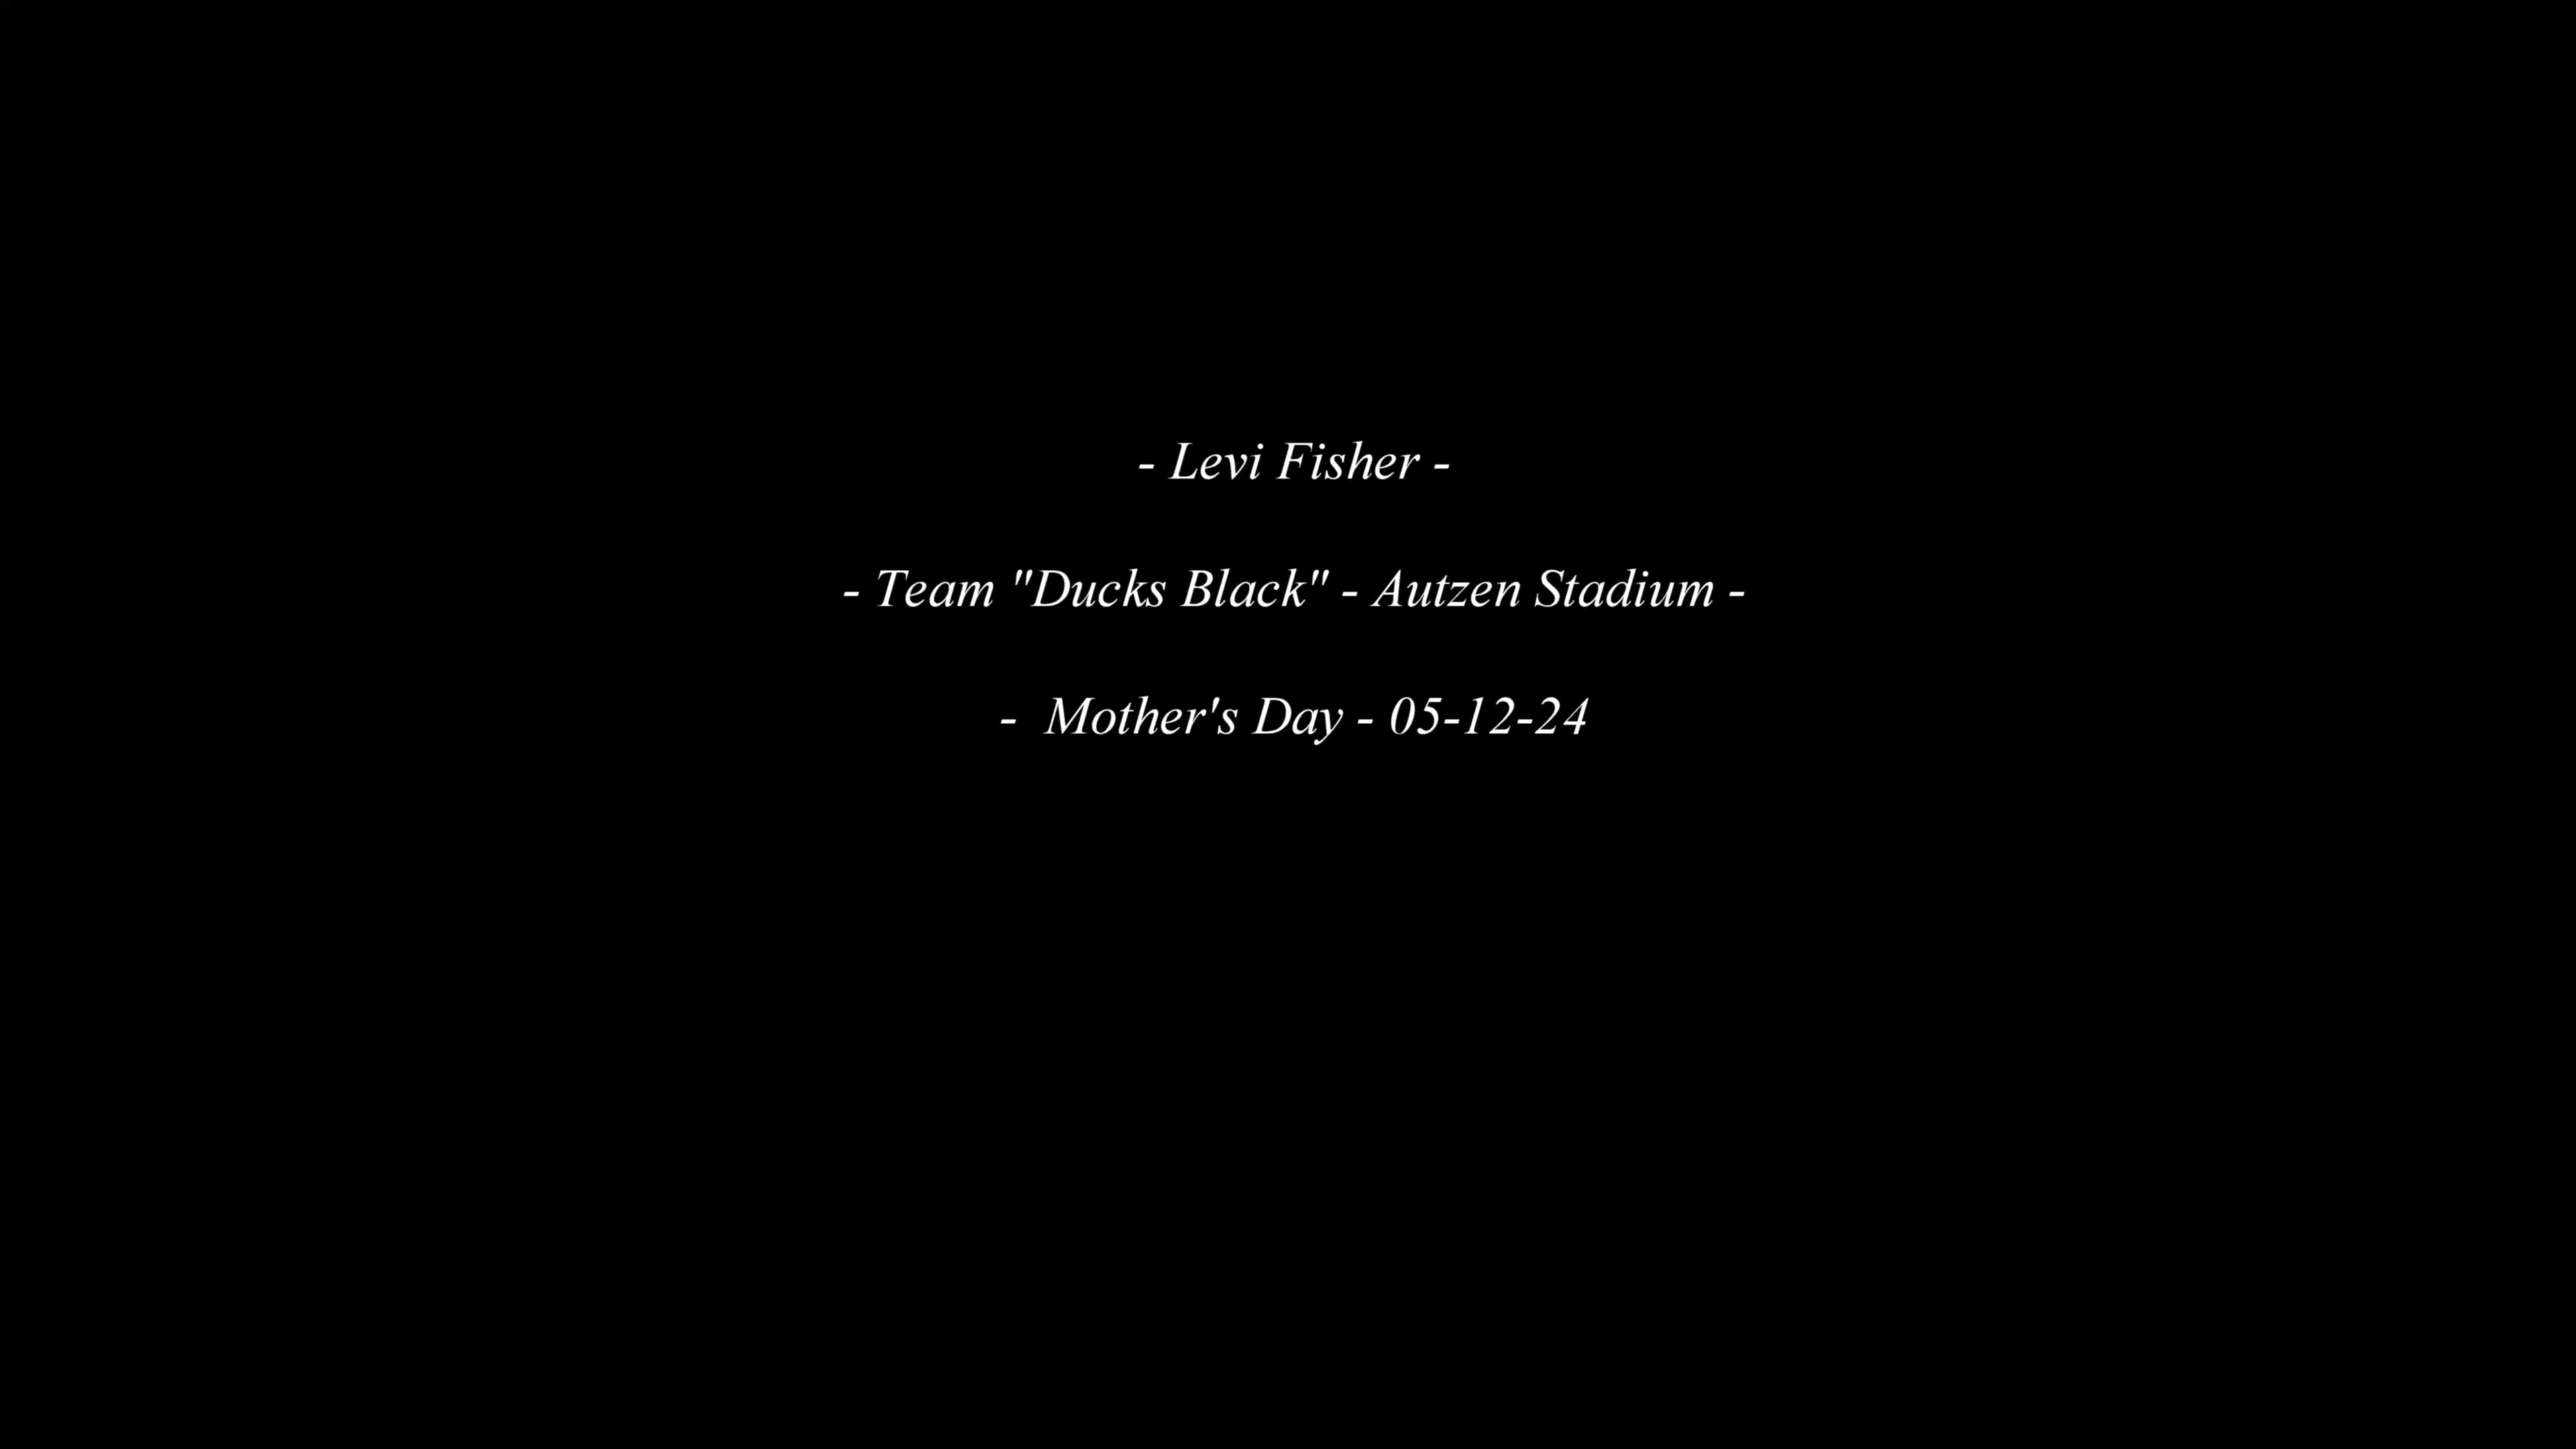 - Levi Fisher -
- Team "Ducks Black" - Autzen Stadium -
-  Mother's Day - 05-12-24